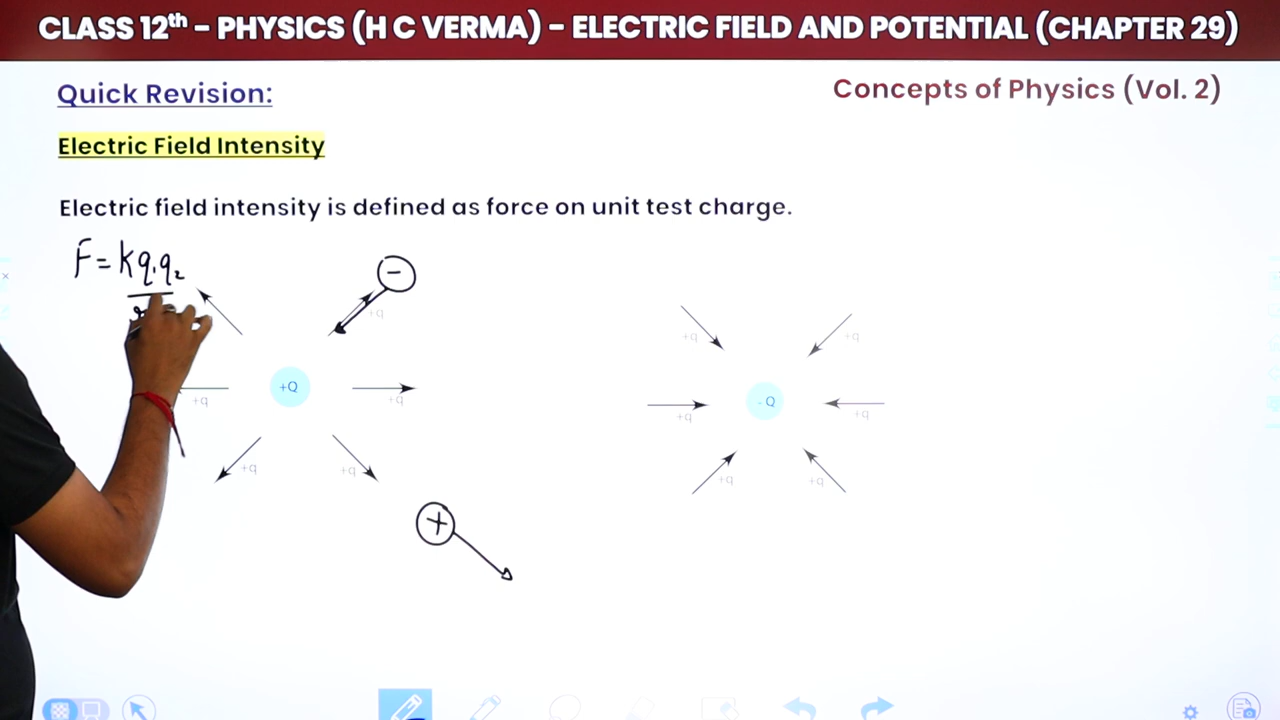 CLASS 12th – PHYSICS (H C VERMA) – ELECTRIC FIELD AND POTENTIAL (CHAPTER 29)
Quick Revision:
Concepts of Physics (Vol. 2)
Electric Field Intensity
Electric field intensity is defined as force on unit test charge.
F = kq₁q₂
−
+q
+Q
+q
+q
+q
+q
+
+q
+q
- Q
+q
+q
+q
+q